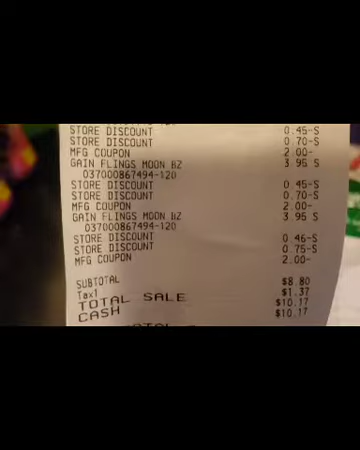 STORE DISCOUNT 0.45-S
STORE DISCOUNT 0.70-S
MFG COUPON 2.00-
GAIN FLINGS MOON BZ 3.95 S
037000867494-120
STORE DISCOUNT 0.45-S
STORE DISCOUNT 0.70-S
MFG COUPON 2.00-
GAIN FLINGS MOON BZ 3.95 S
037000867494-120
STORE DISCOUNT 0.46-S
STORE DISCOUNT 0.75-S
MFG COUPON 2.00-
SUBTOTAL $8.80
Tax1 $1.37
TOTAL SALE $10.17
CASH $10.17